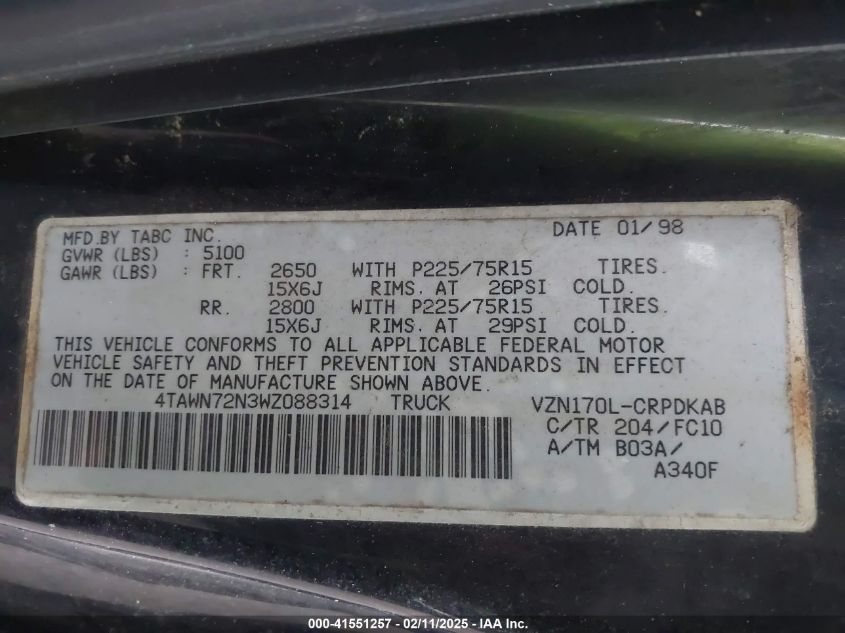 MFD.BY TABC INC. DATE 01/98
GVWR (LBS) : 5100
GAWR (LBS) : FRT. 2650 WITH P225/75R15 TIRES.
15X6J RIMS. AT 26PSI COLD.
RR. 2800 WITH P225/75R15 TIRES.
15X6J RIMS. AT 29PSI COLD.
THIS VEHICLE CONFORMS TO ALL APPLICABLE FEDERAL MOTOR
VEHICLE SAFETY AND THEFT PREVENTION STANDARDS IN EFFECT
ON THE DATE OF MANUFACTURE SHOWN ABOVE.
4TAWN72N3WZ088314 TRUCK VZN170L-CRPDKAB
C/TR 204/FC10
A/TM B03A/
A340F
000-41551257 - 02/11/2025 - IAA Inc.